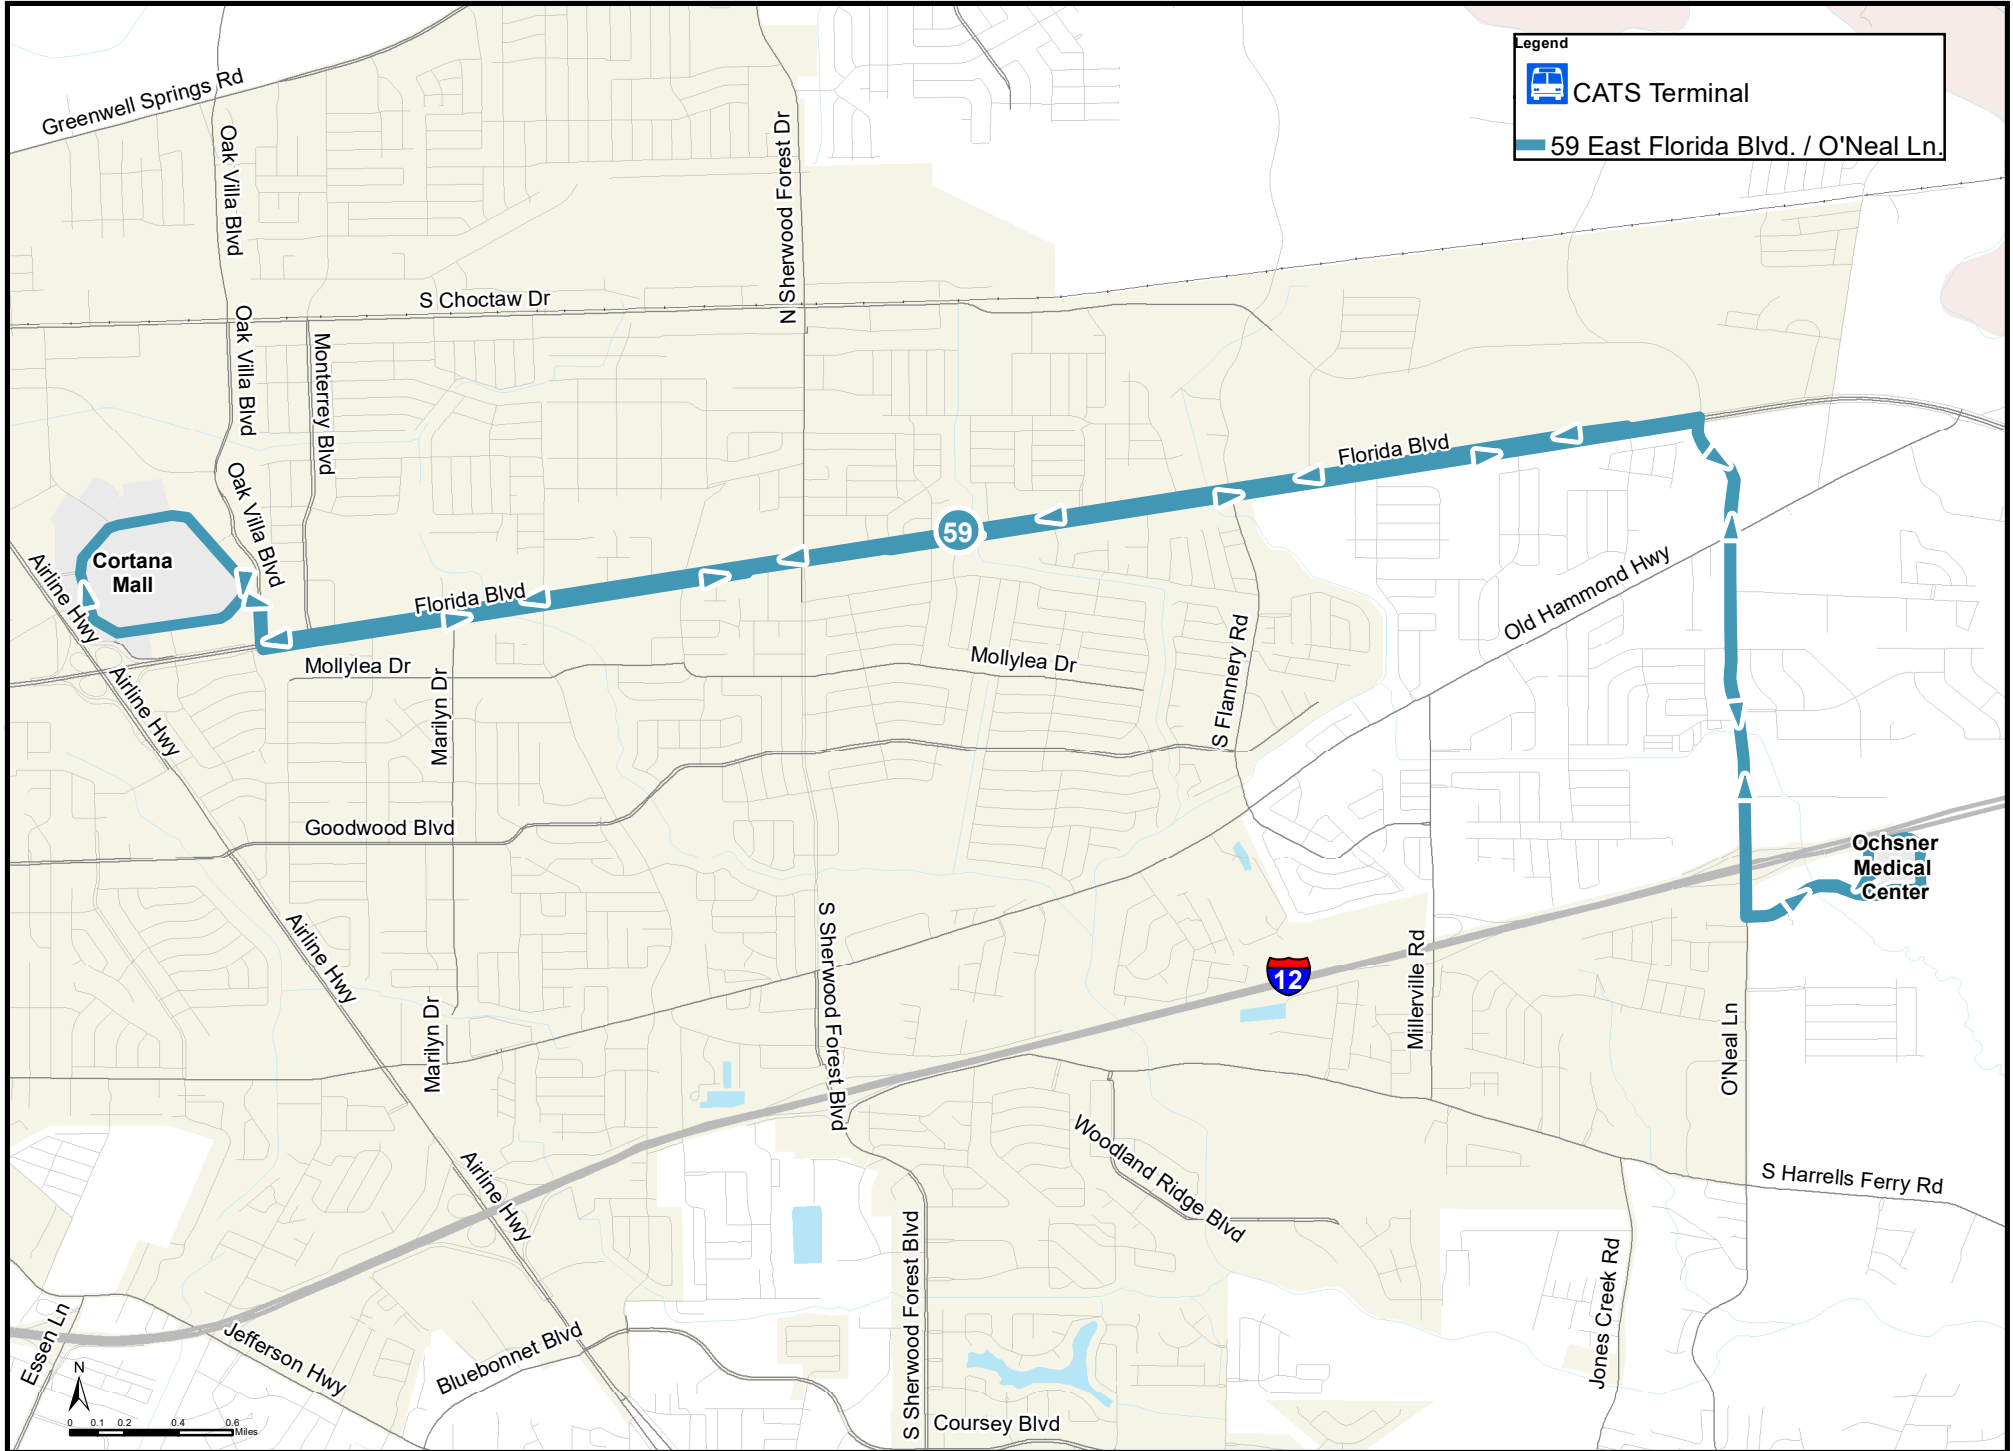 Legend
CATS Terminal
59 East Florida Blvd. / O'Neal Ln.
Greenwell Springs Rd
Oak Villa Blvd
N Sherwood Forest Dr
S Choctaw Dr
Oak Villa Blvd
Monterrey Blvd
Oak Villa Blvd
Florida Blvd
59
Cortana
Mall
Airline Hwy
Florida Blvd
Old Hammond Hwy
Mollylea Dr
Mollylea Dr
S Flannery Rd
Airline Hwy
Marilyn Dr
Goodwood Blvd
Ochsner
Medical
Center
Airline Hwy
S Sherwood Forest Blvd
Millerville Rd
12
Marilyn Dr
O'Neal Ln
Woodland Ridge Blvd
S Harrells Ferry Rd
Airline Hwy
S Sherwood Forest Blvd
Jones Creek Rd
Essen Ln
Jefferson Hwy
Bluebonnet Blvd
Coursey Blvd
N
0 0.1 0.2 0.4 0.6
Miles